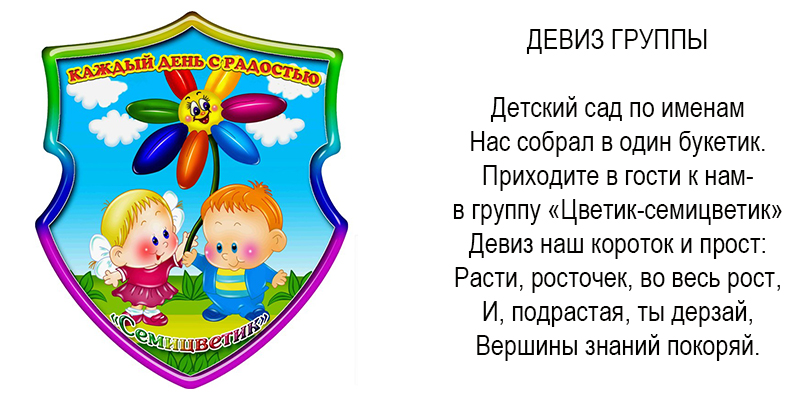 КАЖДЫЙ ДЕНЬ С РАДОСТЬЮ
«Семицветик»
ДЕВИЗ ГРУППЫ
Детский сад по именам
Нас собрал в один букетик.
Приходите в гости к нам-
в группу «Цветик-семицветик»
Девиз наш короток и прост:
Расти, росточек, во весь рост,
И, подрастая, ты дерзай,
Вершины знаний покоряй.